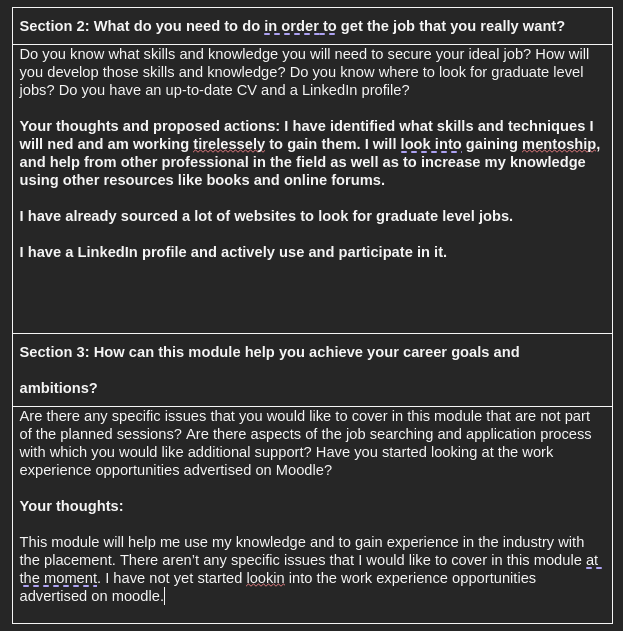 Section 2: What do you need to do in order to get the job that you really want?
Do you know what skills and knowledge you will need to secure your ideal job? How will
you develop those skills and knowledge? Do you know where to look for graduate level
jobs? Do you have an up-to-date CV and a LinkedIn profile?
Your thoughts and proposed actions: I have identified what skills and techniques I
will ned and am working tirelessely to gain them. I will look into gaining mentoship,
and help from other professional in the field as well as to increase my knowledge
using other resources like books and online forums.
I have already sourced a lot of websites to look for graduate level jobs.
I have a LinkedIn profile and actively use and participate in it.
Section 3: How can this module help you achieve your career goals and
ambitions?
Are there any specific issues that you would like to cover in this module that are not part
of the planned sessions? Are there aspects of the job searching and application process
with which you would like additional support? Have you started looking at the work
experience opportunities advertised on Moodle?
Your thoughts:
This module will help me use my knowledge and to gain experience in the industry with
the placement. There aren’t any specific issues that I would like to cover in this module at
the moment. I have not yet started lookin into the work experience opportunities
advertised on moodle.